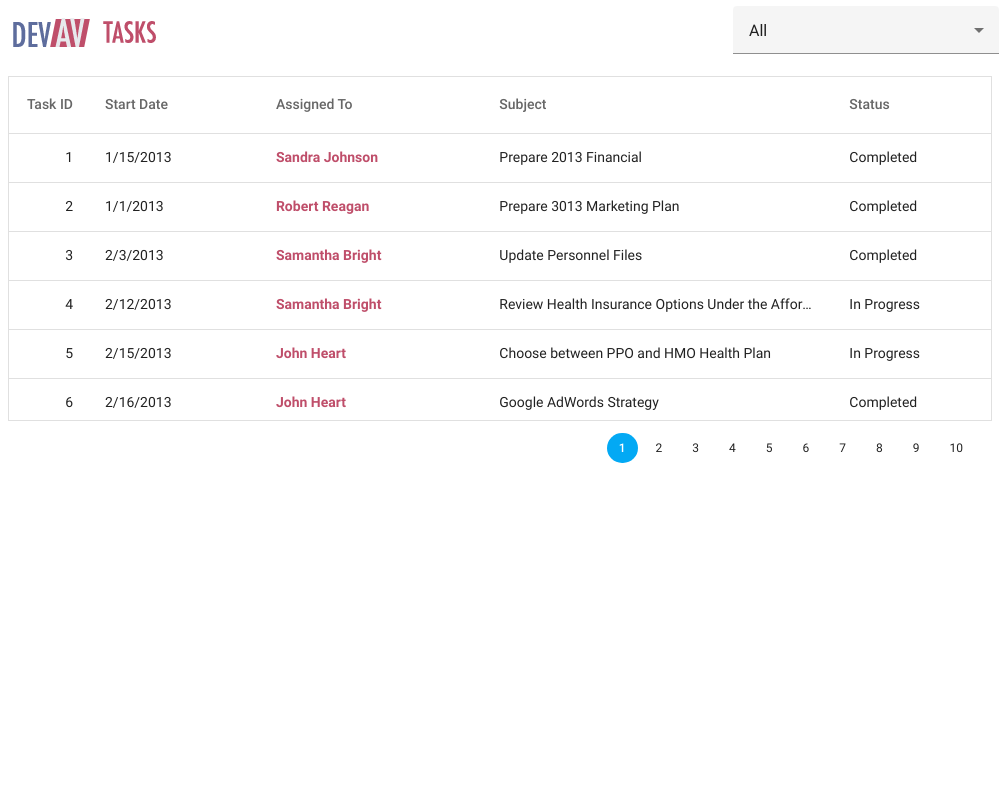 DEVAV TASKS All
Task ID Start Date Assigned To Subject Status
1 1/15/2013 Sandra Johnson Prepare 2013 Financial Completed
2 1/1/2013 Robert Reagan Prepare 3013 Marketing Plan Completed
3 2/3/2013 Samantha Bright Update Personnel Files Completed
4 2/12/2013 Samantha Bright Review Health Insurance Options Under the Affor... In Progress
5 2/15/2013 John Heart Choose between PPO and HMO Health Plan In Progress
6 2/16/2013 John Heart Google AdWords Strategy Completed
1 2 3 4 5 6 7 8 9 10